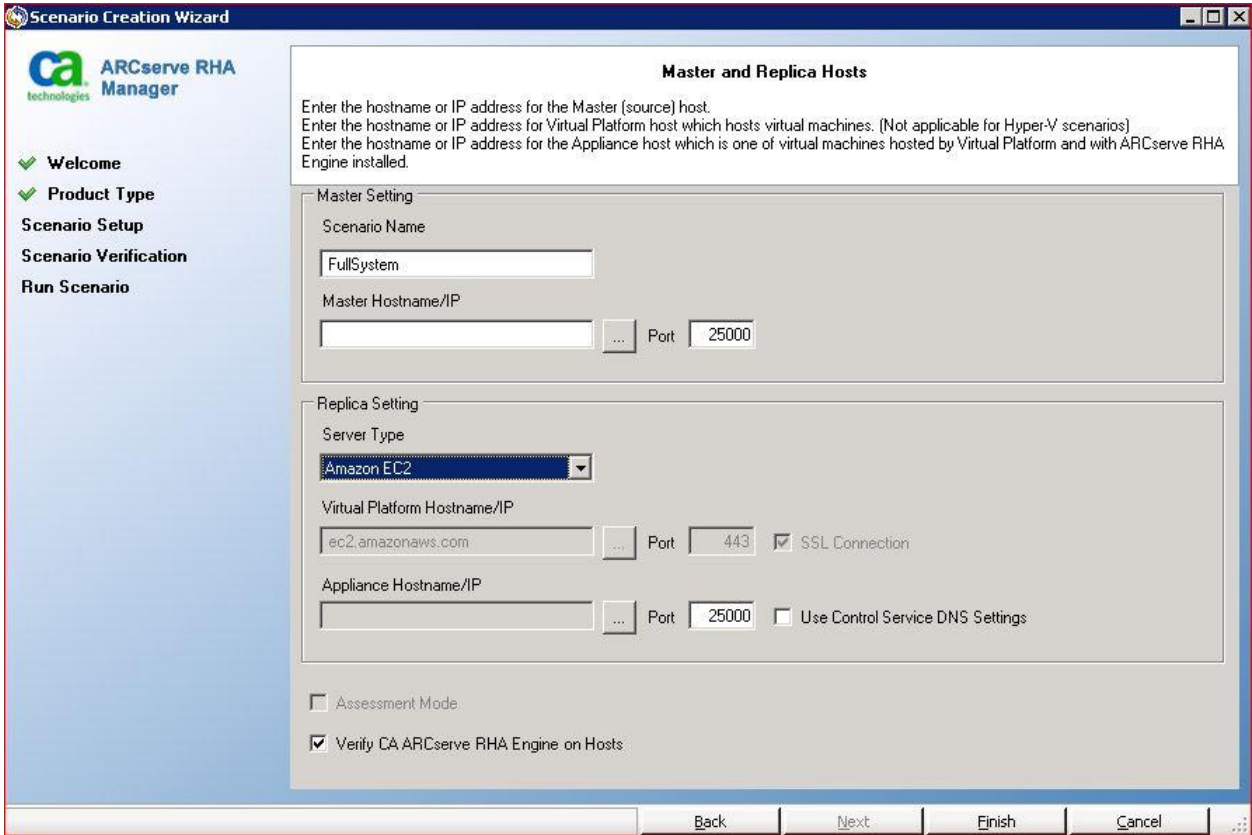 Scenario Creation Wizard
ca
technologies
ARCserve RHA
Manager
Welcome
Product Type
Scenario Setup
Scenario Verification
Run Scenario
Master and Replica Hosts
Enter the hostname or IP address for the Master (source) host.
Enter the hostname or IP address for Virtual Platform host which hosts virtual machines. (Not applicable for Hyper-V scenarios)
Enter the hostname or IP address for the Appliance host which is one of virtual machines hosted by Virtual Platform and with ARCserve RHA
Engine installed.
Master Setting
Scenario Name
FullSystem
Master Hostname/IP
... Port 25000
Replica Setting
Server Type
Amazon EC2
Virtual Platform Hostname/IP
ec2.amazonaws.com ... Port 443 SSL Connection
Appliance Hostname/IP
... Port 25000 Use Control Service DNS Settings
Assessment Mode
Verify CA ARCserve RHA Engine on Hosts
Back Next Finish Cancel